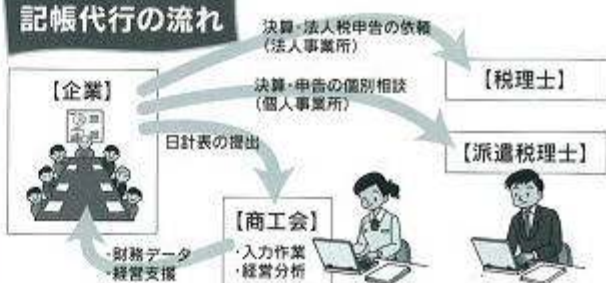 記帳代行の流れ
決算・法人税申告の依頼
(法人事業所)
【企業】
【税理士】
決算・申告の個別相談
(個人事業所)
日計表の提出
【派遣税理士】
【商工会】
・入力作業
・経営分析
・財務データ
・経営支援